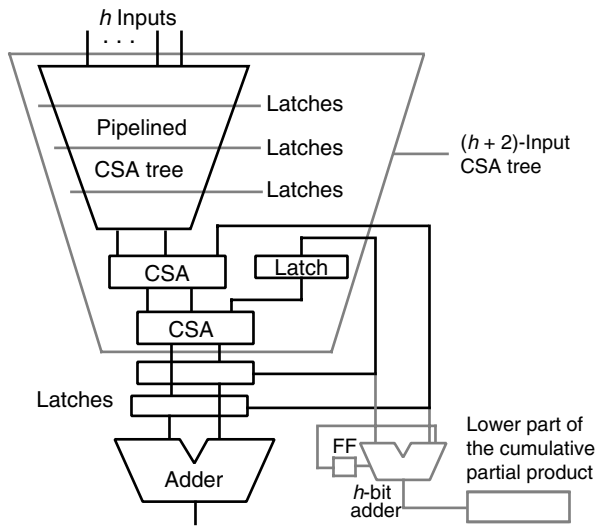 h Inputs
. . .
Latches
Pipelined
Latches
(h + 2)-Input
CSA tree
CSA tree
Latches
CSA
Latch
CSA
Latches
Lower part of
the cumulative
partial product
FF
Adder
h-bit
adder